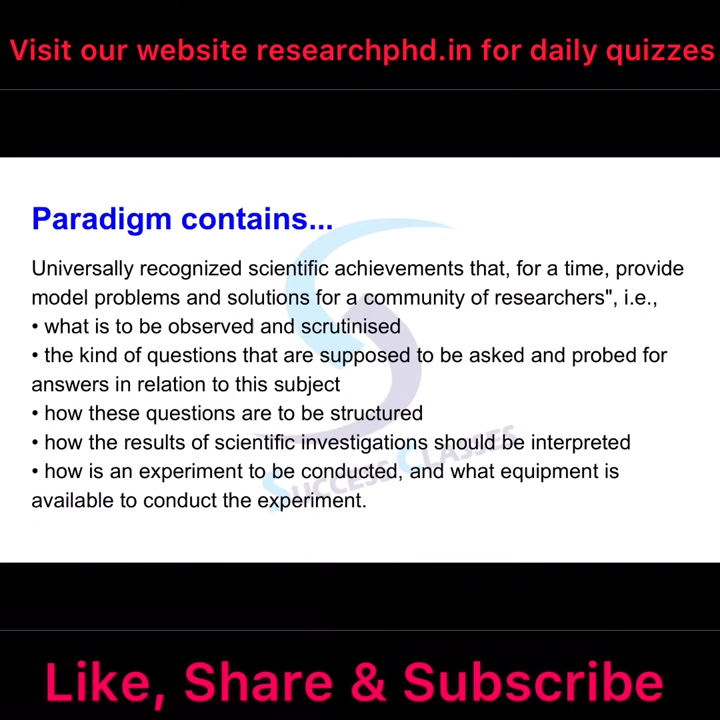 Visit our website researchphd.in for daily quizzes
Paradigm contains...
Universally recognized scientific achievements that, for a time, provide
model problems and solutions for a community of researchers", i.e.,
• what is to be observed and scrutinised
• the kind of questions that are supposed to be asked and probed for
answers in relation to this subject
• how these questions are to be structured
• how the results of scientific investigations should be interpreted
• how is an experiment to be conducted, and what equipment is
available to conduct the experiment.
SUCCESS CLASSES
Like, Share & Subscribe